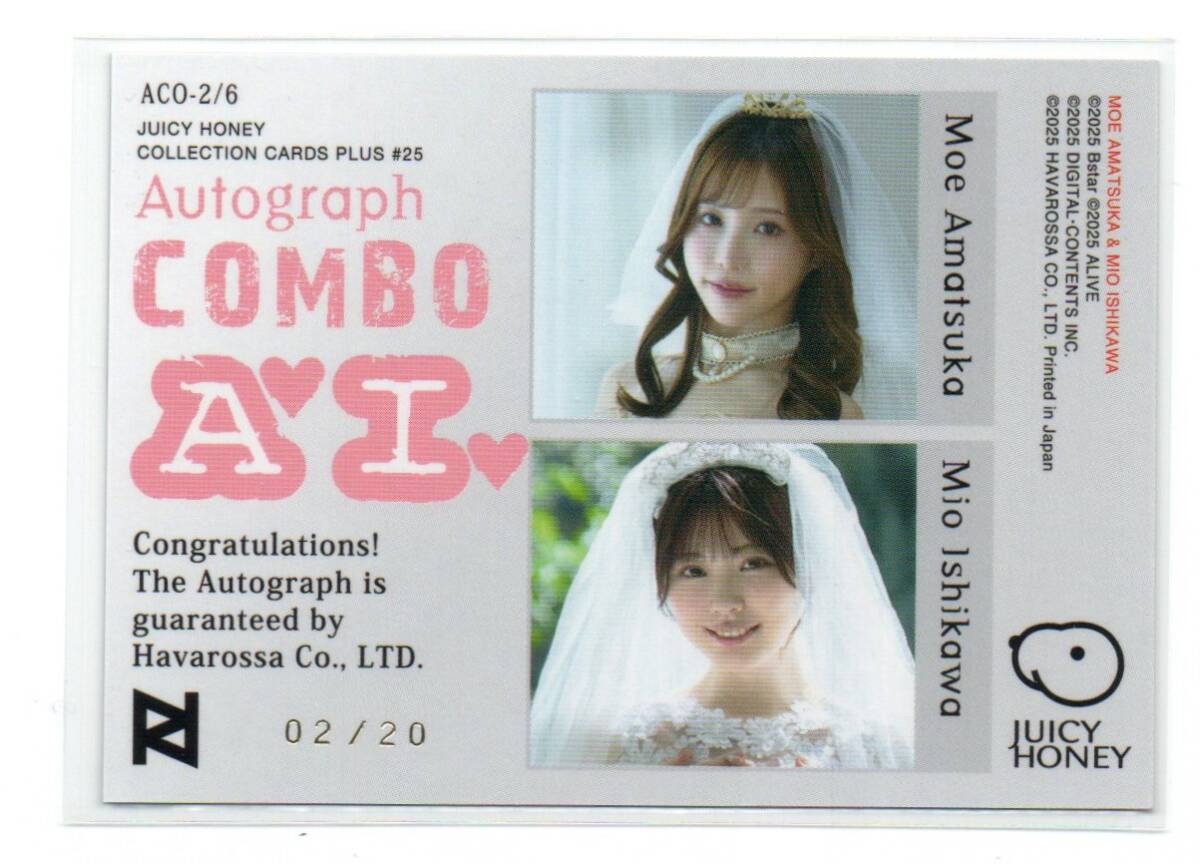 ACO-2/6
JUICY HONEY
COLLECTION CARDS PLUS #25
Autograph
COMBO
AI
Congratulations!
The Autograph is
guaranteed by
Havarossa Co., LTD.
02/20
Moe Amatsuka
Mio Ishikawa
MOE AMATSUKA & MIO ISHIKAWA
©2025 Bstar ©2025 ALIVE
©2025 DIGITAL·CONTENTS INC.
©2025 HAVAROSSA CO., LTD. Printed in Japan
JUICY
HONEY